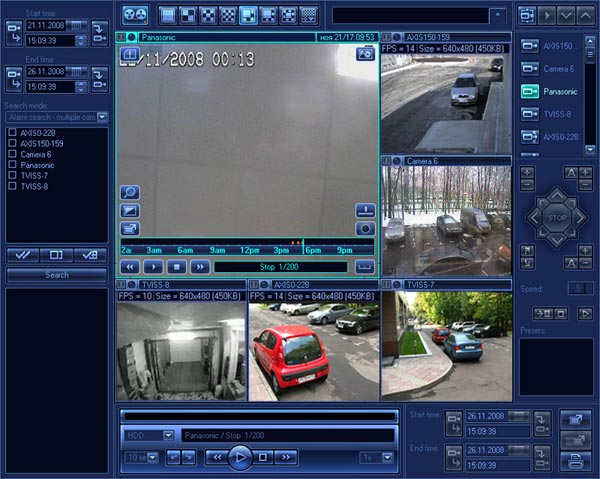 Start time:
21.11.2008
15:09:39
End time:
26.11.2008
15:09:39
Search mode:
Alarm search - multiple cam
AXIS0-228
AXIS150-159
Camera 6
Panasonic
TVISS-7
TVISS-8
Search
Panasonic
ноя 21/17:09:53
/11/2008 00:13
3am 6am 9am 12pm 3pm 6pm 9pm
Stop 1/200
AXIS150-159
FPS = 14 Size = 640x480 (450KB)
Camera 6
TVISS-8
FPS = 10 Size = 640x480 (450KB)
AXIS0-228
FPS = 14 Size = 640x480 (450KB)
TVISS-7
FPS = 14 Size = 640x480 (450KB)
AXIS150...
Camera 6
Panasonic
TVISS-8
AXIS0-228
STOP
Speed
5
Presets:
HDD
Panasonic / Stop 1/200
10 se
1x
Start time:
26.11.2008
15:09:39
End time:
26.11.2008
15:09:39